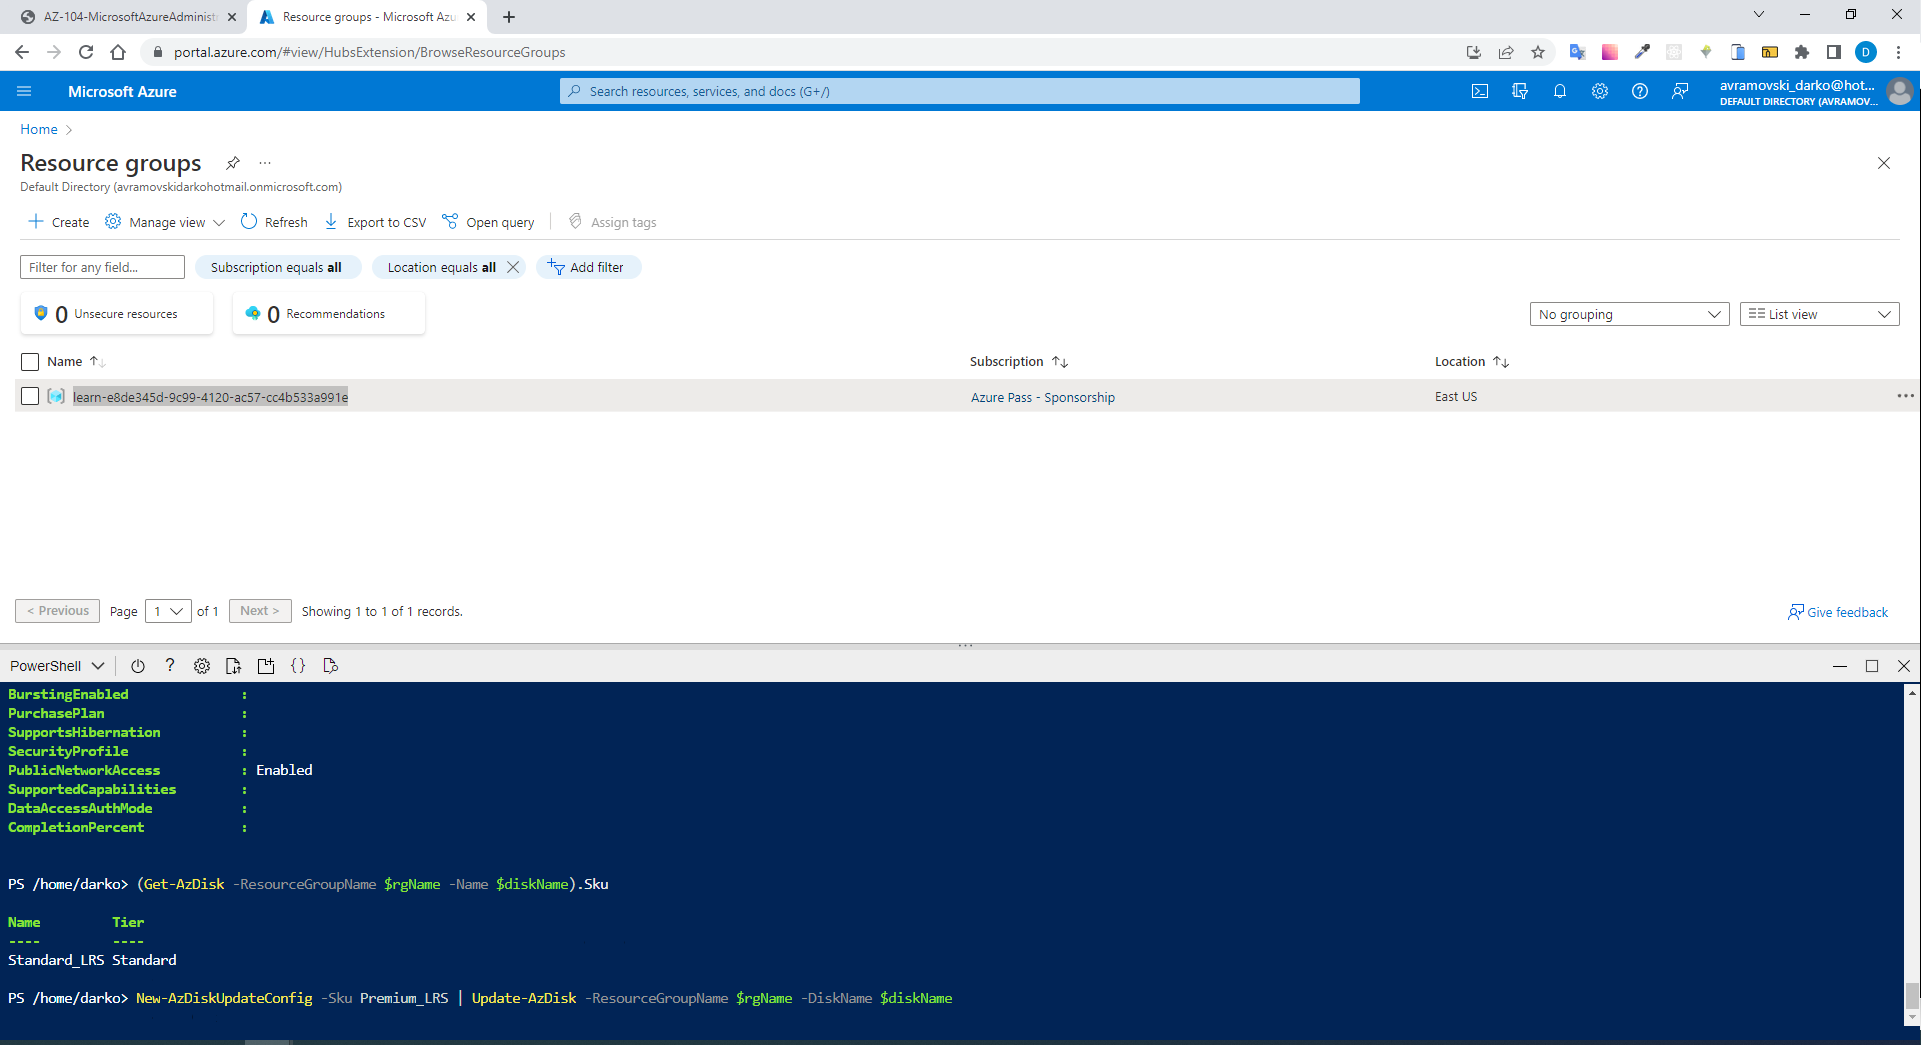 AZ-104-MicrosoftAzureAdministr
Resource groups - Microsoft Azu
portal.azure.com/#view/HubsExtension/BrowseResourceGroups
D
Microsoft Azure
Search resources, services, and docs (G+/)
avramovski_darko@hot...
DEFAULT DIRECTORY (AVRAMOV...
Home
Resource groups
Default Directory (avramovskidarkohotmail.onmicrosoft.com)
Create
Manage view
Refresh
Export to CSV
Open query
Assign tags
Filter for any field...
Subscription equals all
Location equals all
Add filter
0 Unsecure resources
0 Recommendations
No grouping
List view
Name
Subscription
Location
learn-e8de345d-9c99-4120-ac57-cc4b533a991e
Azure Pass - Sponsorship
East US
< Previous
Page
1
of 1
Next >
Showing 1 to 1 of 1 records.
Give feedback
PowerShell
BurstingEnabled :
PurchasePlan :
SupportsHibernation :
SecurityProfile :
PublicNetworkAccess : Enabled
SupportedCapabilities :
DataAccessAuthMode :
CompletionPercent :
PS /home/darko> (Get-AzDisk -ResourceGroupName $rgName -Name $diskName).Sku
Name Tier
---- ----
Standard_LRS Standard
PS /home/darko> New-AzDiskUpdateConfig -Sku Premium_LRS | Update-AzDisk -ResourceGroupName $rgName -DiskName $diskName